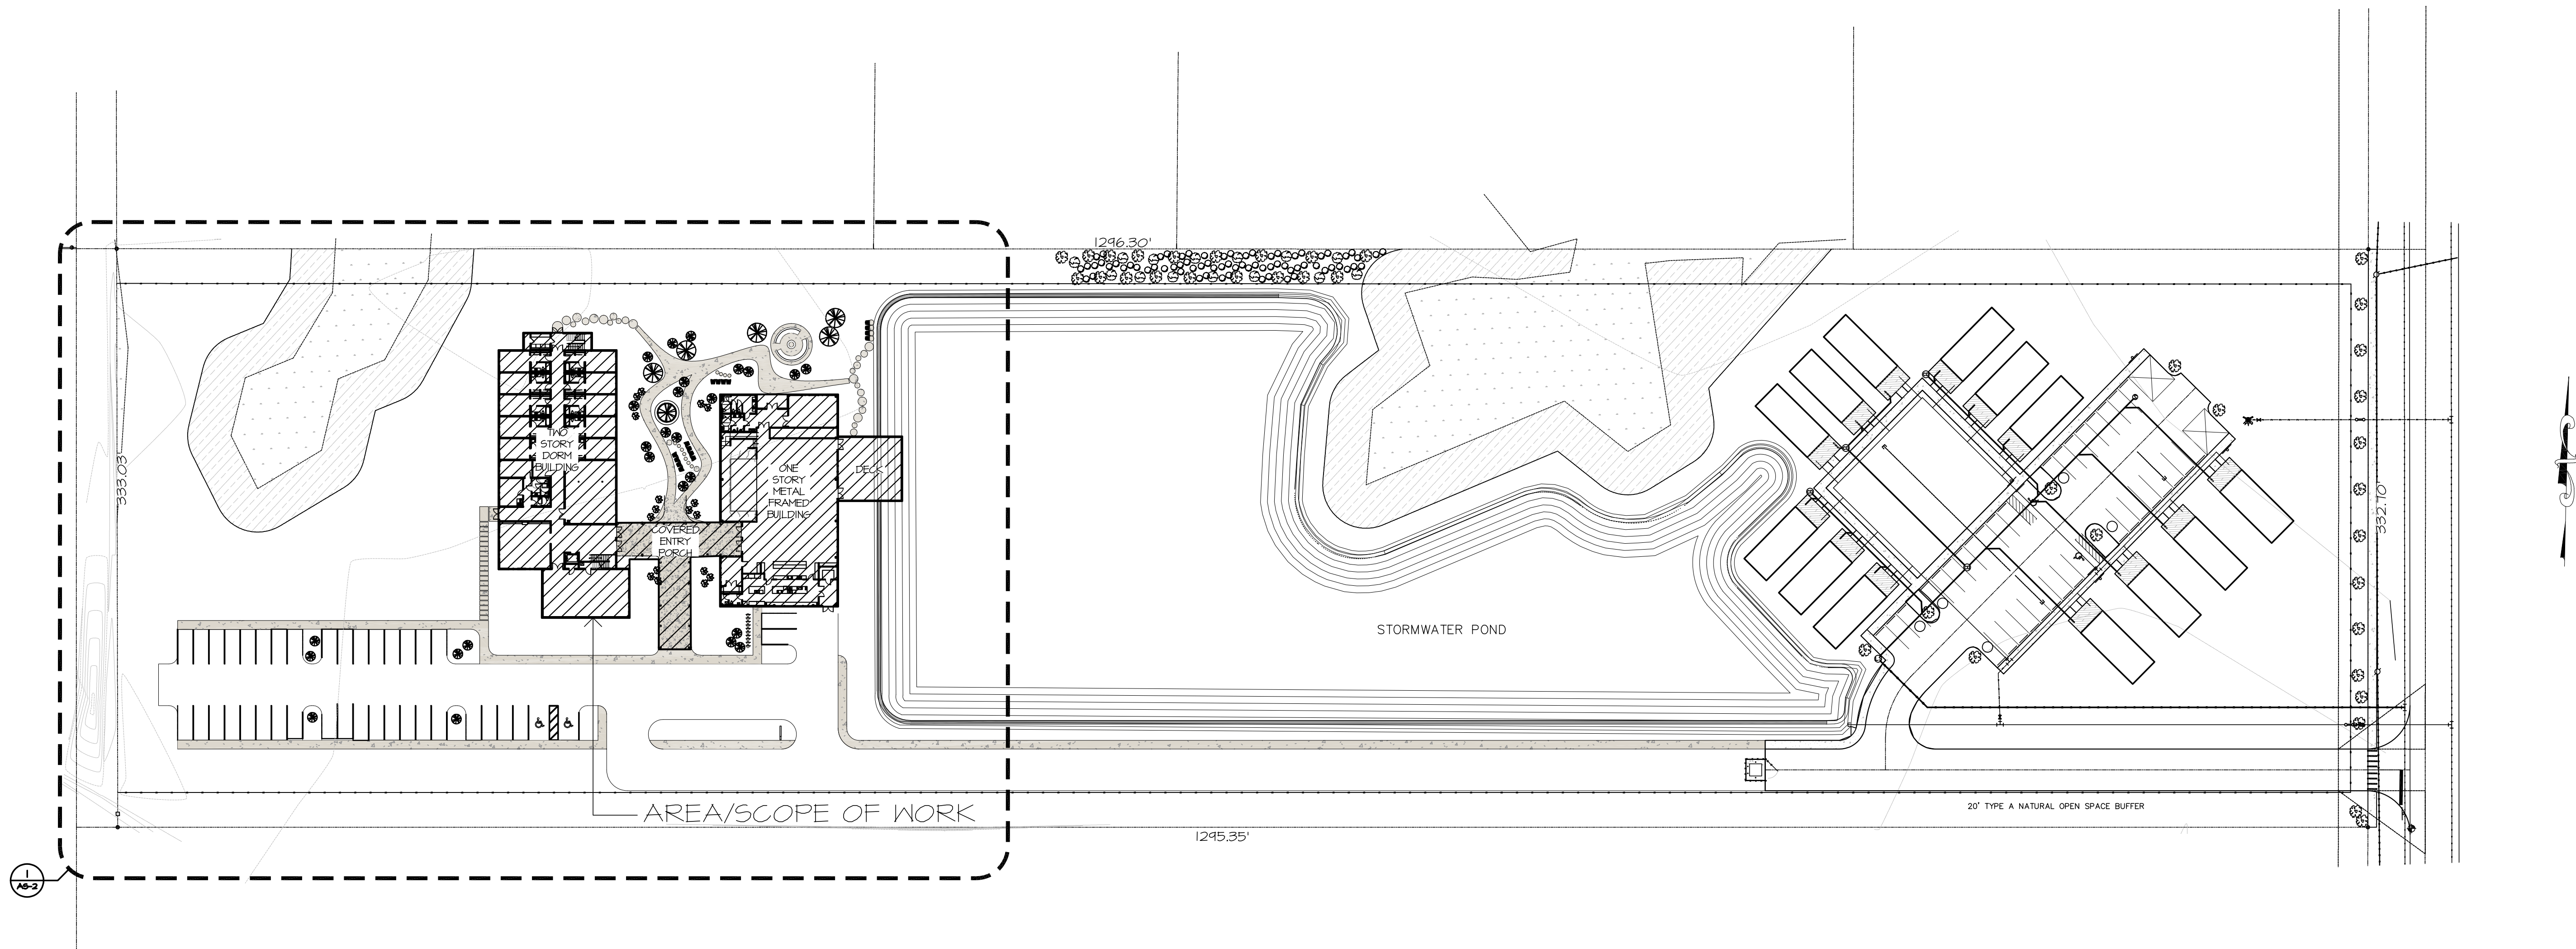 1296.30'
333.03'
TWO
STORY
DORM
BUILDING
ONE
STORY
METAL
FRAMED
BUILDING
DECK
COVERED
ENTRY
PORCH
332.10'
STORMWATER POND
AREA/SCOPE OF WORK
20' TYPE A NATURAL OPEN SPACE BUFFER
1295.35'
1
AS-2